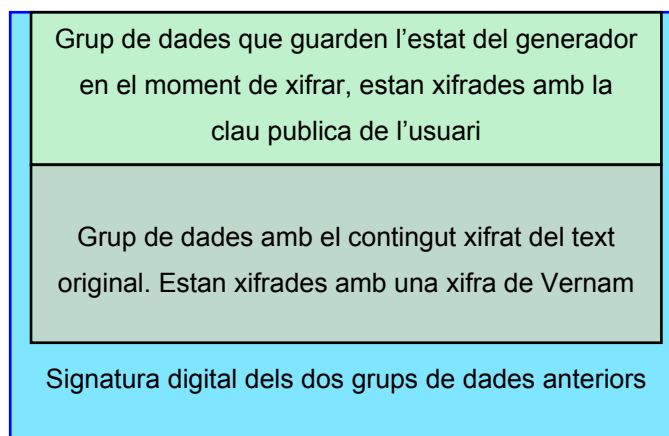 Grup de dades que guarden l’estat del generador
en el moment de xifrar, estan xifrades amb la
clau publica de l’usuari
Grup de dades amb el contingut xifrat del text
original. Estan xifrades amb una xifra de Vernam
Signatura digital dels dos grups de dades anteriors